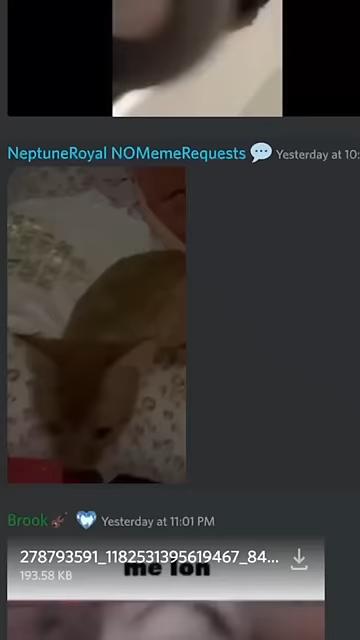 NeptuneRoyal NOMemeRequests 💬 Yesterday at 10:
Brook Yesterday at 11:01 PM
278793591_1182531395619467_84...
193.58 KB
me lon